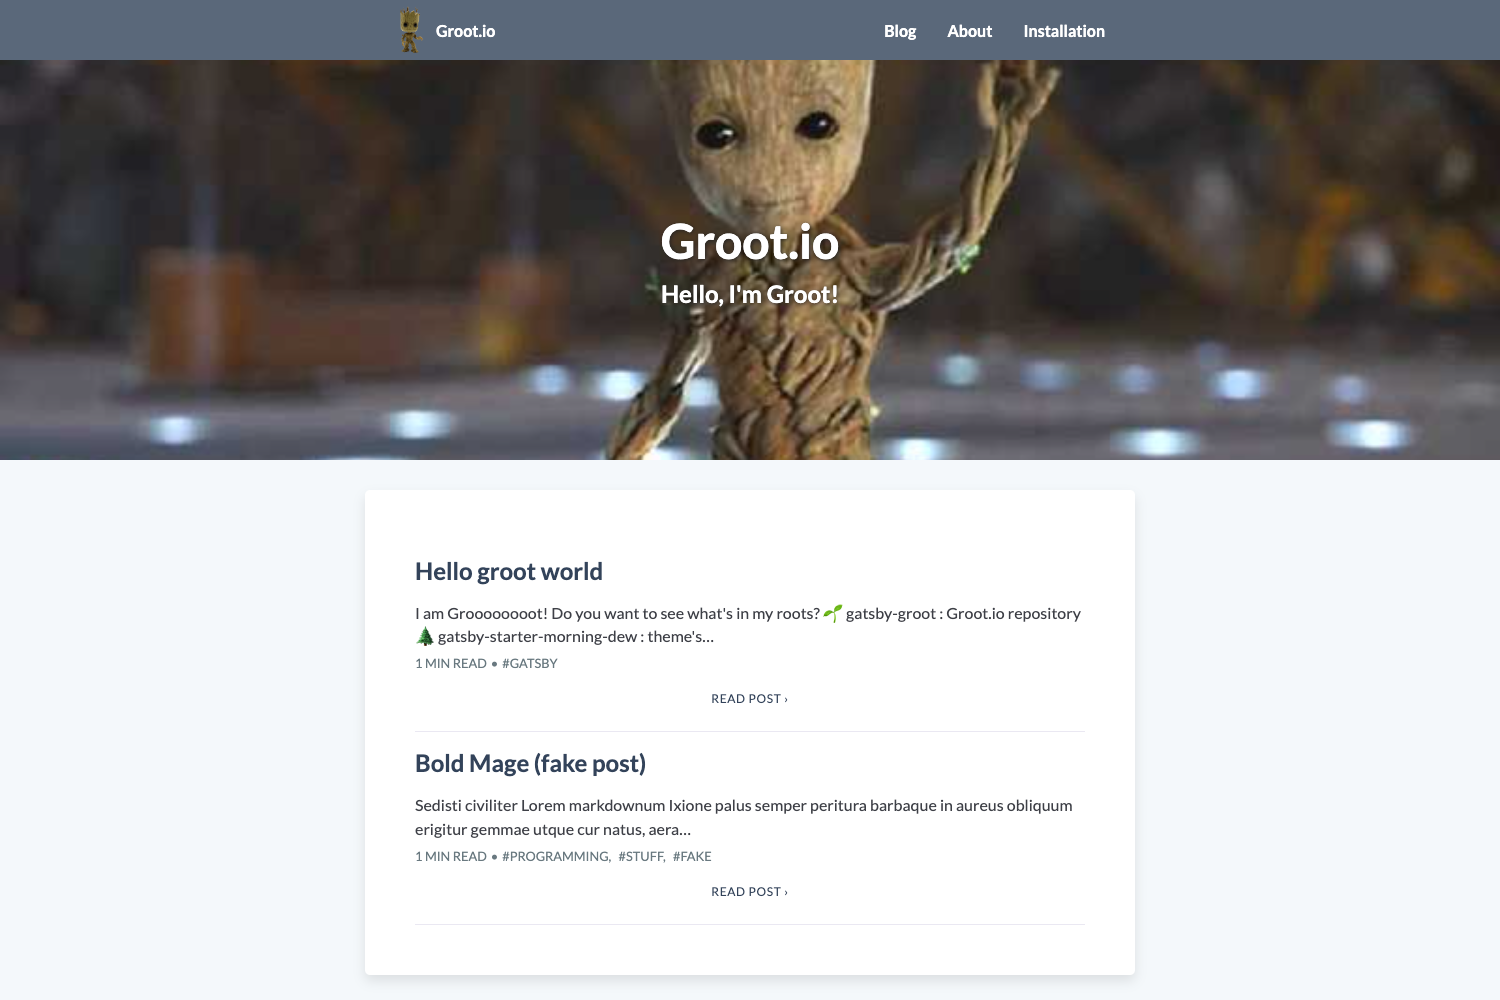 Groot.io
Blog About Installation
Groot.io
Hello, I'm Groot!
Hello groot world
I am Groooooooot! Do you want to see what's in my roots? 🌱 gatsby-groot : Groot.io repository
🌲 gatsby-starter-morning-dew : theme's...
1 MIN READ • #GATSBY
READ POST ›
Bold Mage (fake post)
Sedisti civiliter Lorem markdownum Ixione palus semper peritura barbaque in aureus obliquum
erigitur gemmae utque cur natus, aera...
1 MIN READ • #PROGRAMMING, #STUFF, #FAKE
READ POST ›